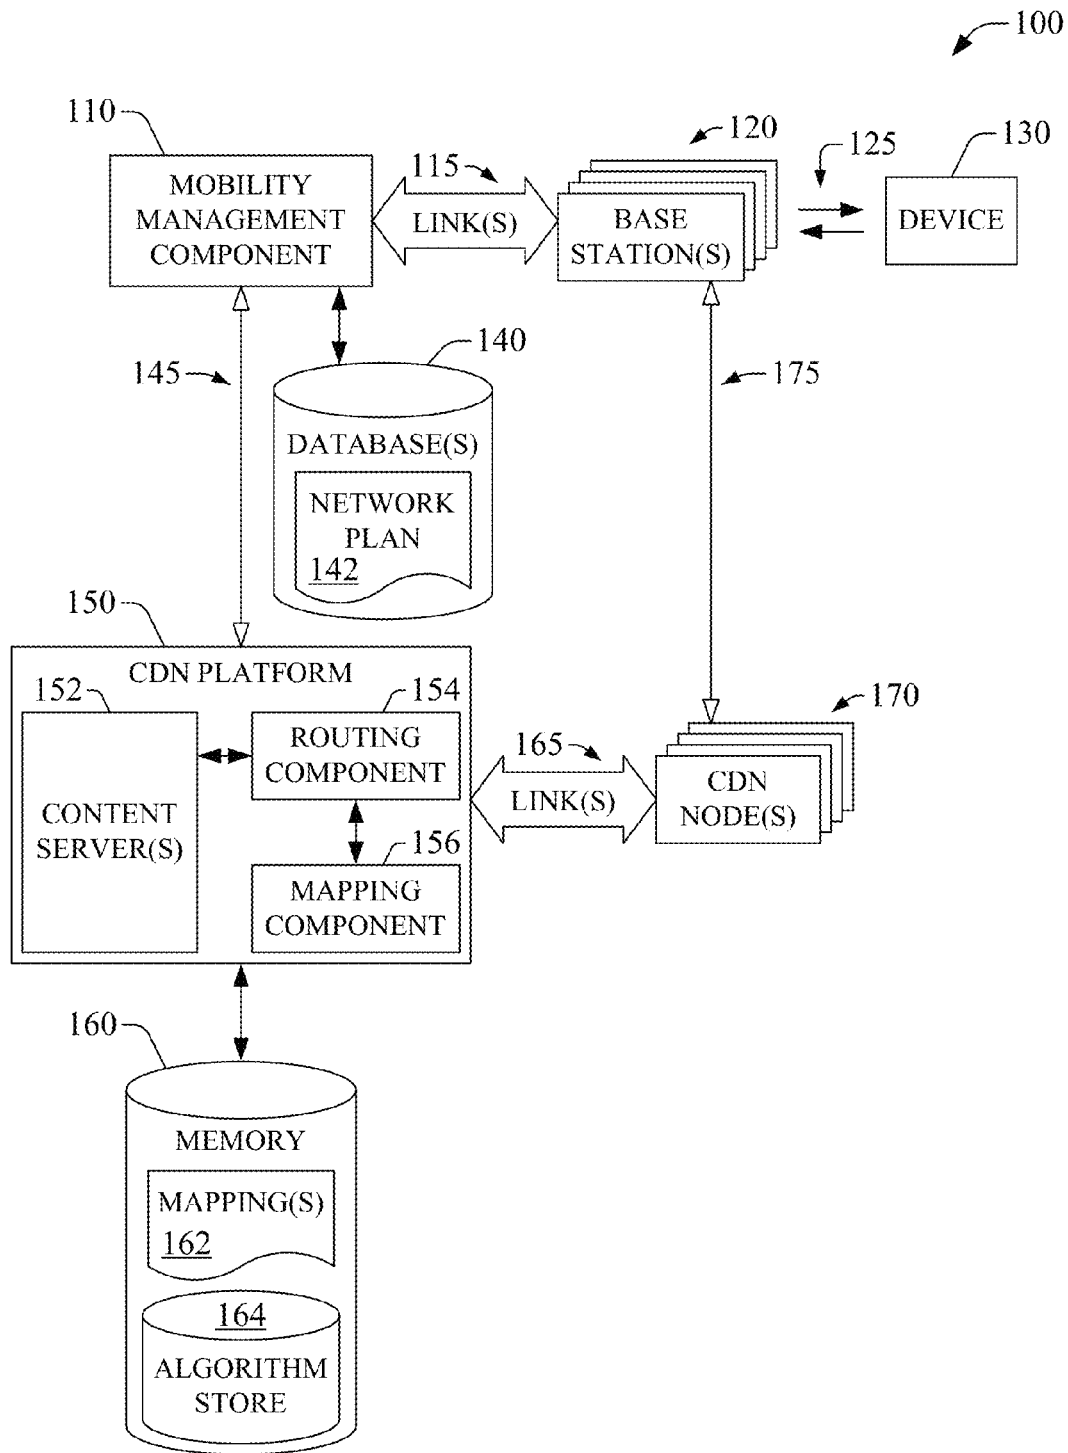 100
110
120
125
130
MOBILITY
MANAGEMENT
COMPONENT
115
LINK(S)
BASE
STATION(S)
DEVICE
145
140
175
DATABASE(S)
NETWORK
PLAN
142
150
CDN PLATFORM
152
154
170
CONTENT
SERVER(S)
ROUTING
COMPONENT
165
LINK(S)
CDN
NODE(S)
156
MAPPING
COMPONENT
160
MEMORY
MAPPING(S)
162
164
ALGORITHM
STORE